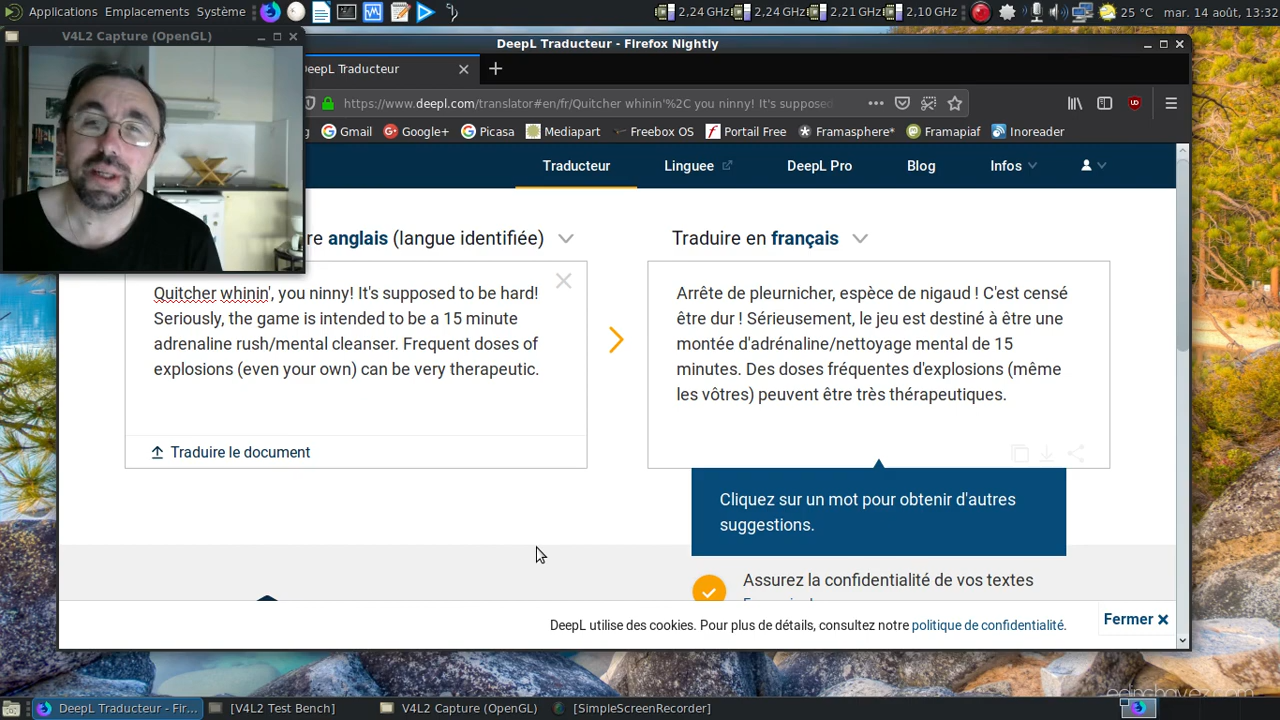 Applications Emplacements Système
2,24 GHz 2,24 GHz 2,21 GHz 2,10 GHz 25 °C mar. 14 août, 13:32
V4L2 Capture (OpenGL)
DeepL Traducteur - Firefox Nightly
DeepL Traducteur
https://www.deepl.com/translator#en/fr/Quitcher whinin'%2C you ninny! It's supposed
Gmail Google+ Picasa Mediapart Freebox OS Portail Free Framasphere* Framapiaf Inoreader
Traducteur Linguee DeepL Pro Blog Infos
re anglais (langue identifiée)
Traduire en français
Quitcher whinin', you ninny! It's supposed to be hard!
Seriously, the game is intended to be a 15 minute
adrenaline rush/mental cleanser. Frequent doses of
explosions (even your own) can be very therapeutic.
Traduire le document
Arrête de pleurnicher, espèce de nigaud ! C'est censé
être dur ! Sérieusement, le jeu est destiné à être une
montée d'adrénaline/nettoyage mental de 15
minutes. Des doses fréquentes d'explosions (même
les vôtres) peuvent être très thérapeutiques.
Cliquez sur un mot pour obtenir d'autres
suggestions.
Assurez la confidentialité de vos textes
DeepL utilise des cookies. Pour plus de détails, consultez notre politique de confidentialité.
Fermer
DeepL Traducteur - Fir... [V4L2 Test Bench] V4L2 Capture (OpenGL) [SimpleScreenRecorder]